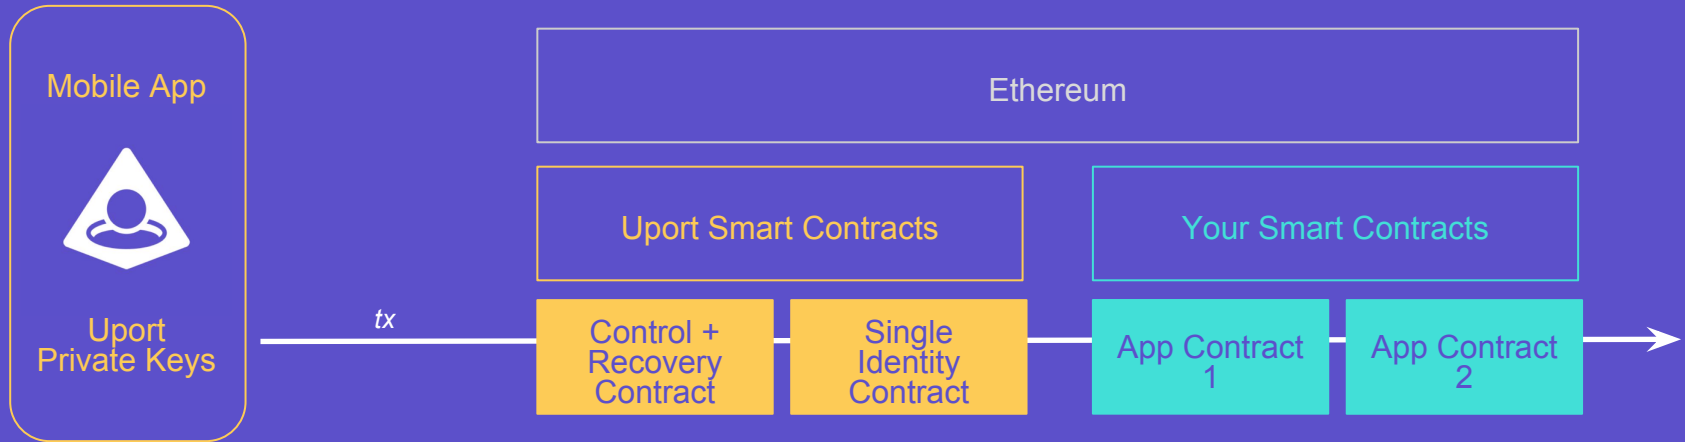 Mobile App
Uport
Private Keys
tx
Ethereum
Uport Smart Contracts
Your Smart Contracts
Control +
Recovery
Contract
Single
Identity
Contract
App Contract
1
App Contract
2